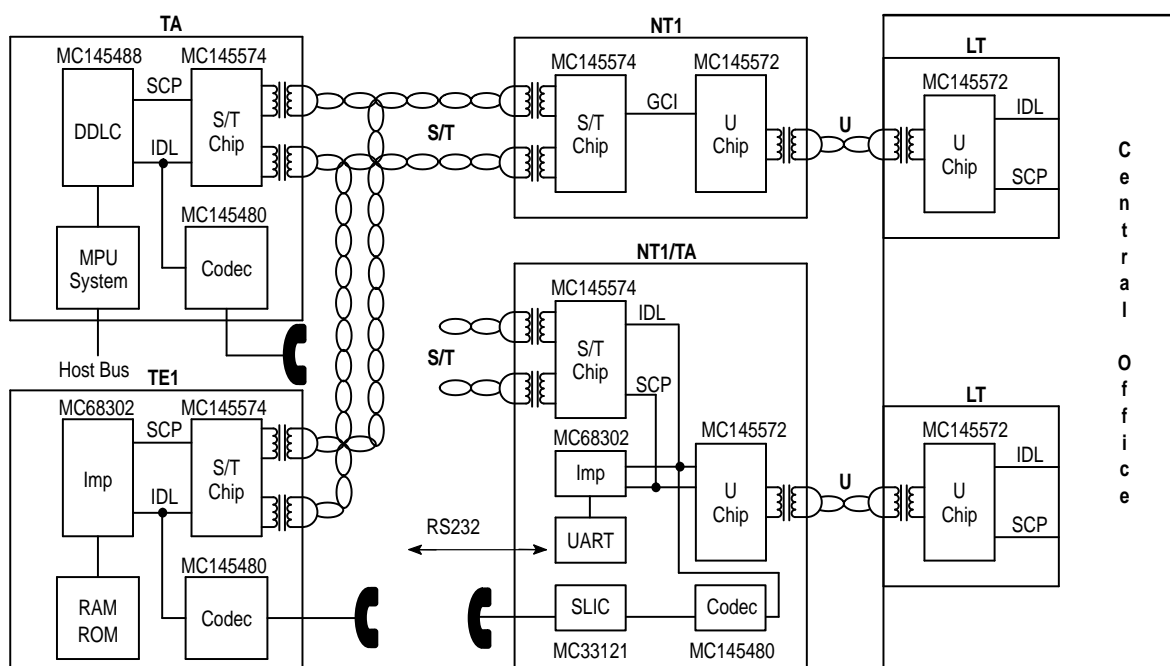 TA
MC145488
MC145574
SCP
DDLC
S/T
Chip
IDL
MC145480
MPU
System
Codec
Host Bus
S/T
NT1
MC145574
MC145572
GCI
S/T
Chip
U
Chip
U
LT
MC145572
IDL
U
Chip
SCP
Central Office
TE1
MC68302
MC145574
SCP
Imp
S/T
Chip
IDL
MC145480
RAM
ROM
Codec
RS232
NT1/TA
MC145574
IDL
S/T
S/T
Chip
SCP
MC68302
MC145572
Imp
U
Chip
UART
SLIC
Codec
MC33121
MC145480
U
LT
MC145572
IDL
U
Chip
SCP